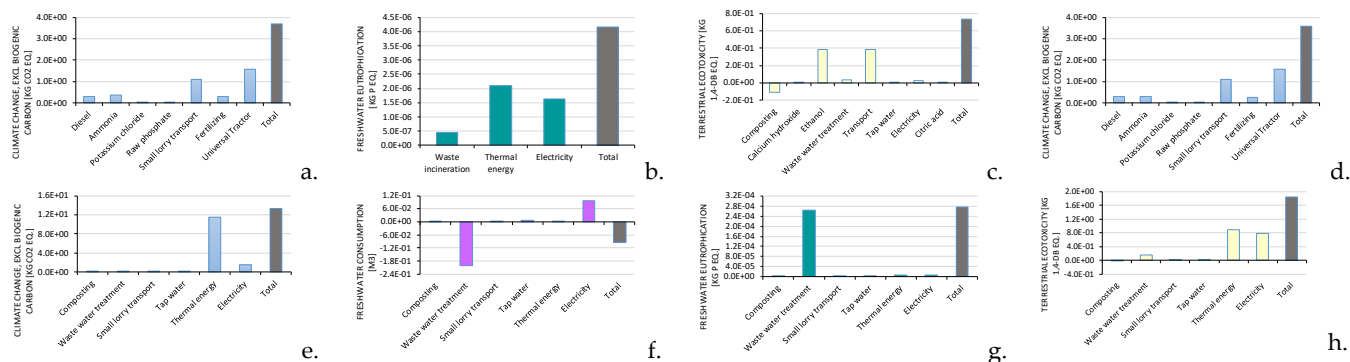 CLIMATE CHANGE, EXCL BIOGENIC
CARBON [KG CO2 EQ.]
4.0E+00
3.0E+00
2.0E+00
1.0E+00
0.0E+00
Diesel
Ammonia
Potassium chloride
Raw phosphate
Small lorry transport
Fertilizing
Universal Tractor
Total
a.
FRESHWATER EUTROPHICATION
[KG P EQ.]
4.5E-06
4.0E-06
3.5E-06
3.0E-06
2.5E-06
2.0E-06
1.5E-06
1.0E-06
5.0E-07
0.0E+00
Waste
incineration
Thermal
energy
Electricity
Total
b.
TERRESTRIAL ECOTOXICITY [KG
1,4-DB EQ.]
8.0E-01
6.0E-01
4.0E-01
2.0E-01
0.0E+00
-2.0E-01
Composting
Calcium hydroxide
Ethanol
Waste water treatment
Transport
Tap water
Electricity
Citric acid
Total
c.
CLIMATE CHANGE, EXCL BIOGENIC
CARBON [KG CO2 EQ.]
4.0E+00
3.0E+00
2.0E+00
1.0E+00
0.0E+00
Diesel
Ammonia
Potassium chloride
Raw phosphate
Small lorry transport
Fertilizing
Universal Tractor
Total
d.
CLIMATE CHANGE, EXCL BIOGENIC
CARBON [KG CO2 EQ.]
1.6E+01
1.2E+01
8.0E+00
4.0E+00
0.0E+00
Composting
Waste water treatment
Small lorry transport
Tap water
Thermal energy
Electricity
Total
e.
FRESHWATER CONSUMPTION
[M3]
1.2E-01
6.0E-02
0.0E+00
-6.0E-02
-1.2E-01
-1.8E-01
-2.4E-01
Composting
Waste water treatment
Small lorry transport
Tap water
Thermal energy
Electricity
Total
f.
FRESHWATER EUTROPHICATION
[KG P EQ.]
3.2E-04
2.8E-04
2.4E-04
2.0E-04
1.6E-04
1.2E-04
8.0E-05
4.0E-05
0.0E+00
Composting
Waste water treatment
Small lorry transport
Tap water
Thermal energy
Electricity
Total
g.
TERRESTRIAL ECOTOXICITY [KG
1,4-DB EQ.]
2.0E+00
1.6E+00
1.2E+00
8.0E-01
4.0E-01
0.0E+00
-4.0E-01
Composting
Waste water treatment
Small lorry transport
Tap water
Thermal energy
Electricity
Total
h.